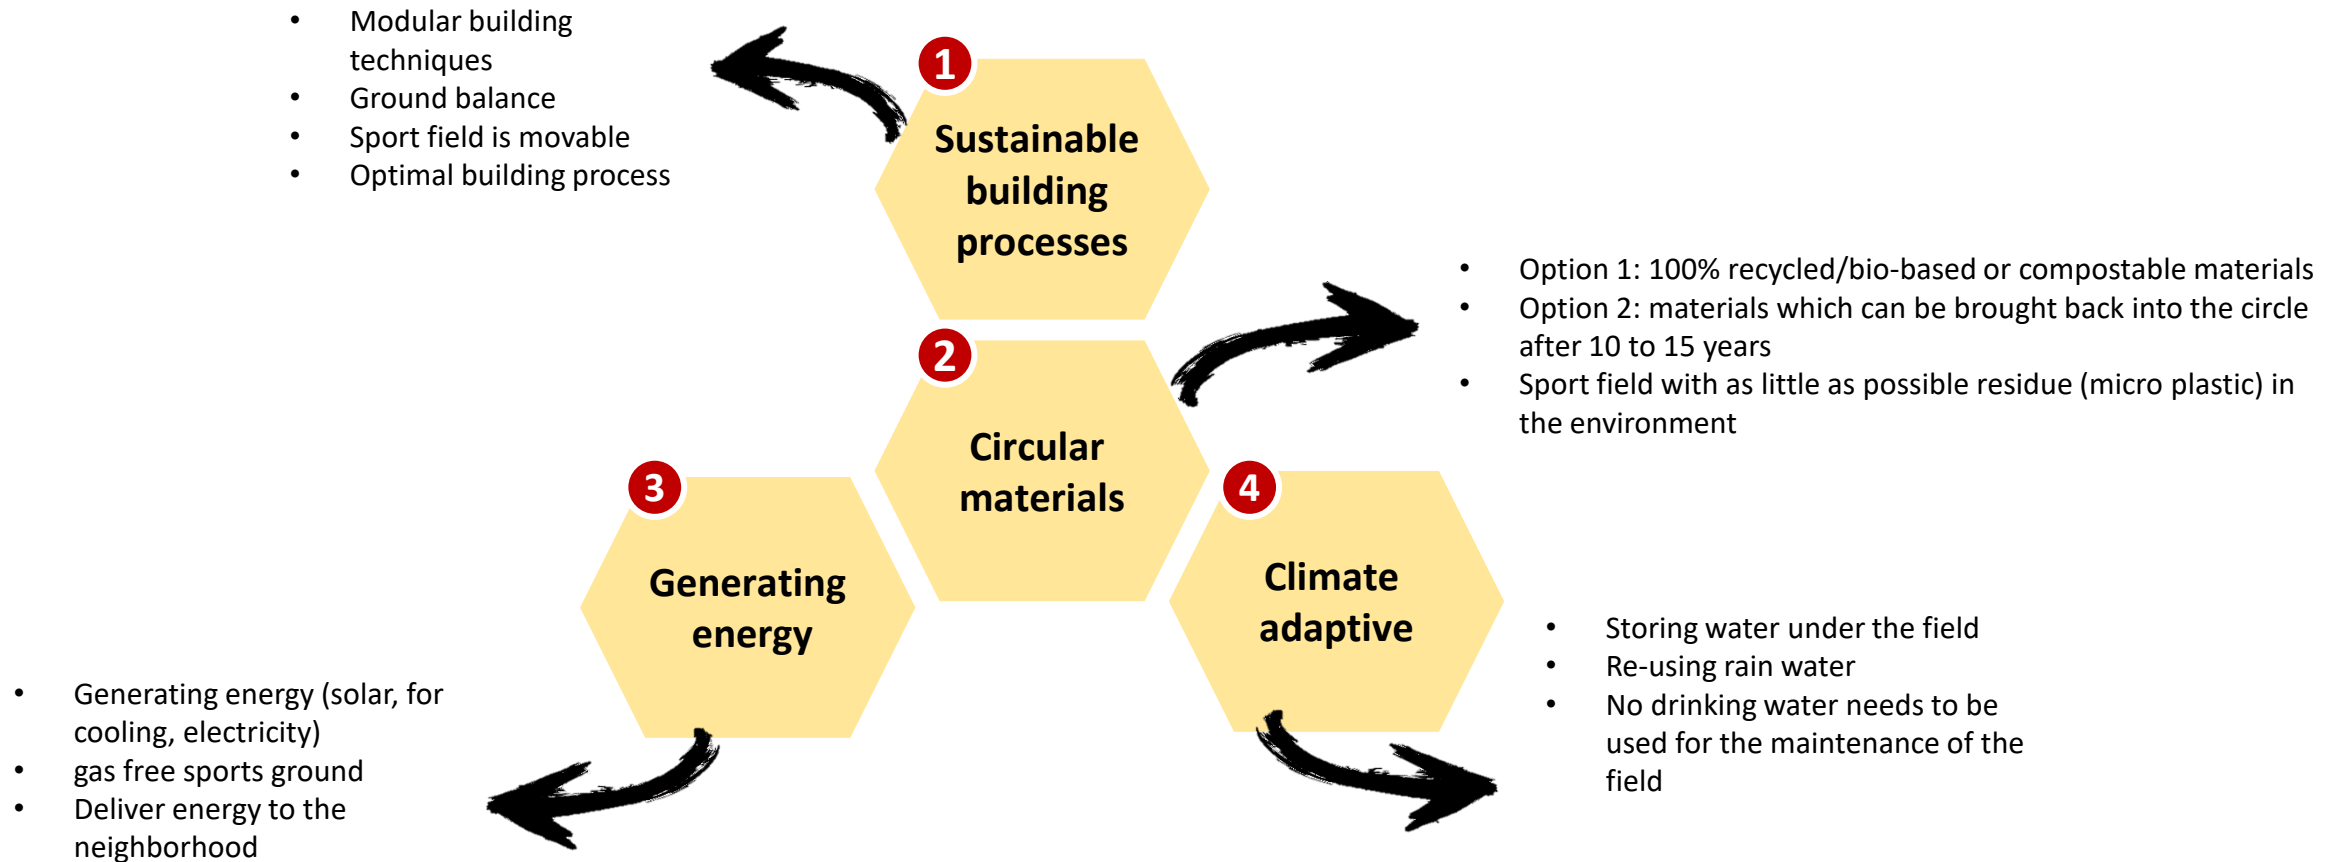 • Modular building
techniques
• Ground balance
• Sport field is movable
• Optimal building process
1
Sustainable
building
processes
2
Circular
materials
• Option 1: 100% recycled/bio-based or compostable materials
• Option 2: materials which can be brought back into the circle
after 10 to 15 years
• Sport field with as little as possible residue (micro plastic) in
the environment
3
Generating
energy
• Generating energy (solar, for
cooling, electricity)
• gas free sports ground
• Deliver energy to the
neighborhood
4
Climate
adaptive
• Storing water under the field
• Re-using rain water
• No drinking water needs to be
used for the maintenance of the
field